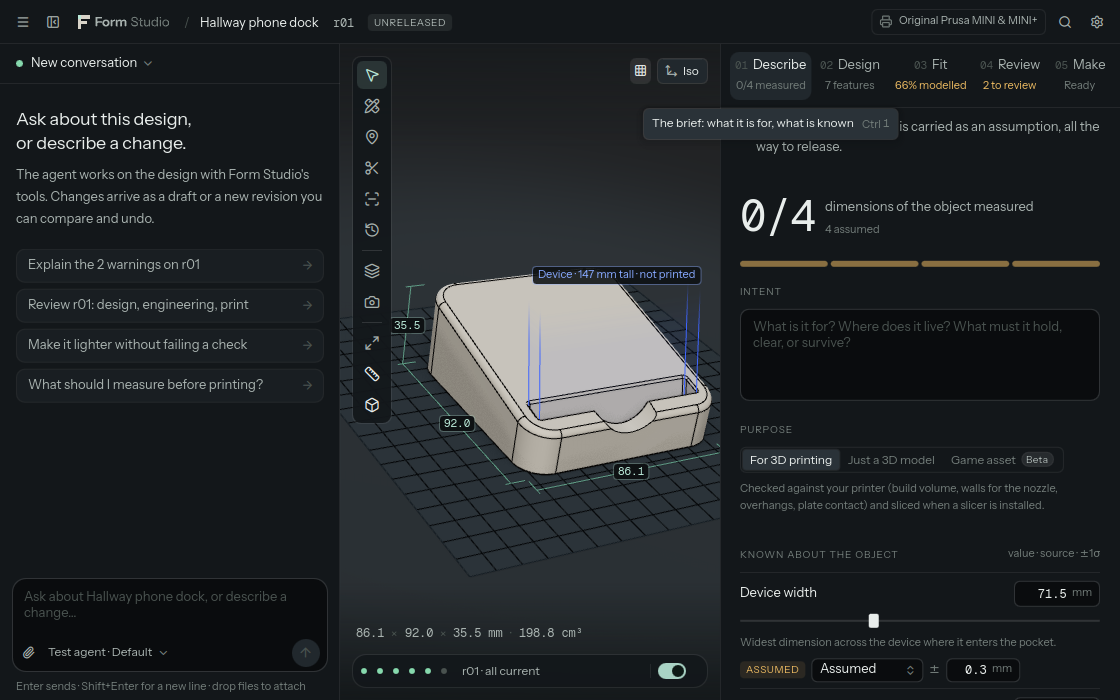 Form Studio / Hallway phone dock r01 UNRELEASED
Original Prusa MINI & MINI+
New conversation
Ask about this design,
or describe a change.
The agent works on the design with Form Studio's
tools. Changes arrive as a draft or a new revision you
can compare and undo.
Explain the 2 warnings on r01
Review r01: design, engineering, print
Make it lighter without failing a check
What should I measure before printing?
Ask about Hallway phone dock, or describe a
change...
Test agent · Default
Enter sends · Shift+Enter for a new line · drop files to attach
Iso
Device · 147 mm tall · not printed
35.5
92.0
86.1
86.1 × 92.0 × 35.5 mm · 198.8 cm³
r01 · all current
01 Describe
0/4 measured
02 Design
7 features
03 Fit
66% modelled
04 Review
2 to review
05 Make
Ready
The brief: what it is for, what is known Ctrl 1
is carried as an assumption, all the
way to release.
0/4
dimensions of the object measured
4 assumed
INTENT
What is it for? Where does it live? What must it hold,
clear, or survive?
PURPOSE
For 3D printing
Just a 3D model
Game asset Beta
Checked against your printer (build volume, walls for the nozzle,
overhangs, plate contact) and sliced when a slicer is installed.
KNOWN ABOUT THE OBJECT
value · source · ±1σ
Device width
71.5 mm
Widest dimension across the device where it enters the pocket.
ASSUMED
Assumed
± 0.3 mm